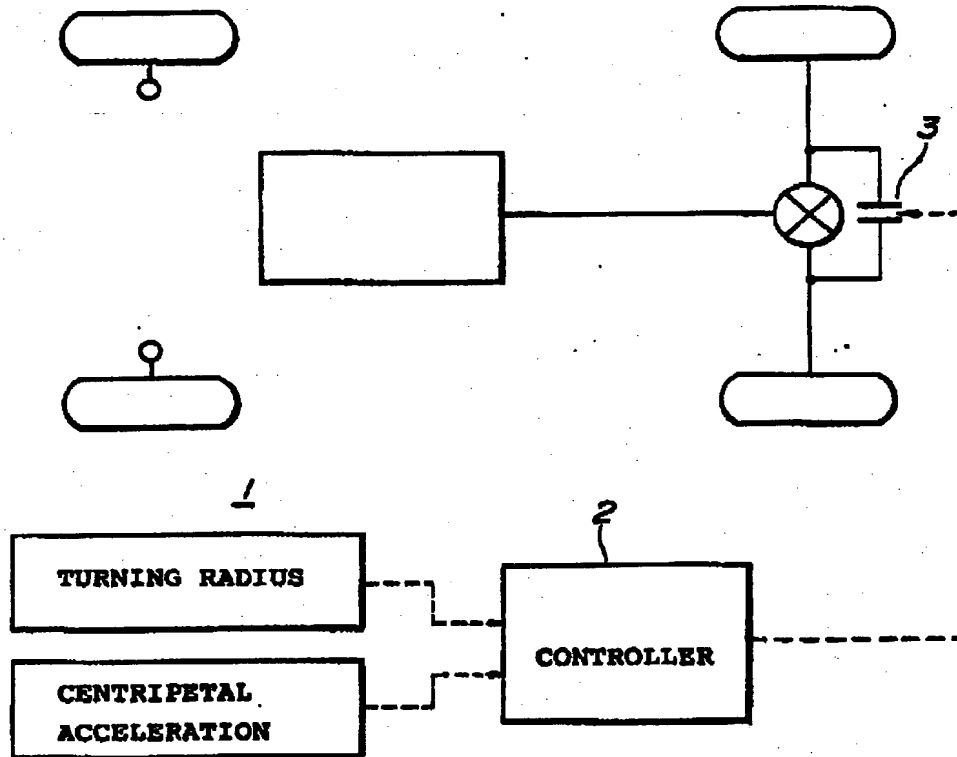 3
1
2
TURNING RADIUS
CONTROLLER
CENTRIPETAL
ACCELERATION